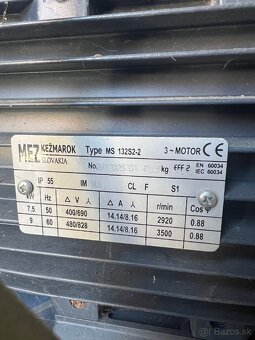 MEZ KEŽMAROK SLOVAKIA Type MS 132S2-2 3~MOTOR CE
No. kg EFF 2 EN 60034 IEC 60034
IP 55 IM CL F S1
Hz Δ V ⅄ Δ A ⅄ r/min Cos φ
7.5 50 400/690 14.14/8.16 2920 0.88
9 60 480/828 14.14/8.16 3500 0.88
bazos.sk